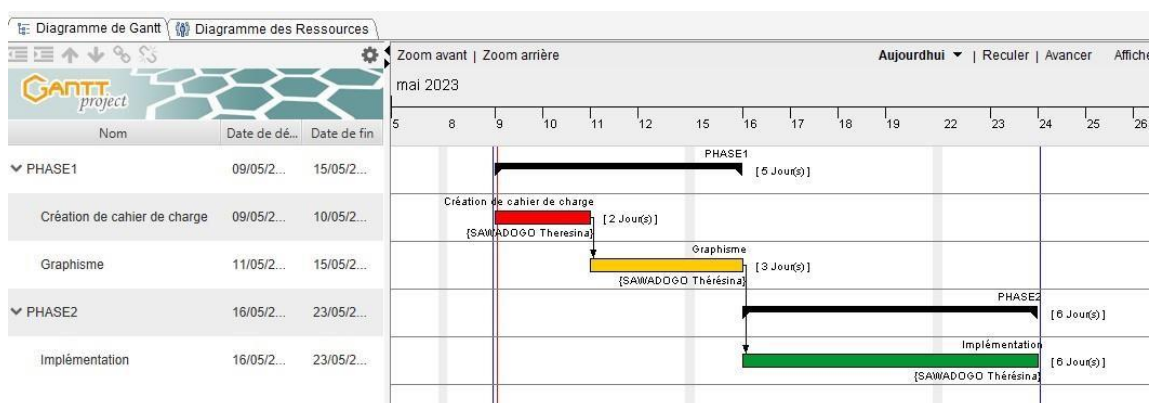 Diagramme de Gantt Diagramme des Ressources
Zoom avant | Zoom arrière Aujourdhui | Reculer | Avancer Affiche
GANTT project
mai 2023
Nom Date de dé... Date de fin
5 8 9 10 11 12 15 16 17 18 19 22 23 24 25 26
PHASE1 09/05/2... 15/05/2...
PHASE1
[5 Jour(s)]
Création de cahier de charge 09/05/2... 10/05/2...
Création de cahier de charge
[2 Jour(s)]
{SAWADOGO Theresina}
Graphisme 11/05/2... 15/05/2...
Graphisme
[3 Jour(s)]
{SAWADOGO Thérésina}
PHASE2 16/05/2... 23/05/2...
PHASE2
[6 Jour(s)]
Implémentation 16/05/2... 23/05/2...
Implémentation
[6 Jour(s)]
{SAWADOGO Thérésina}